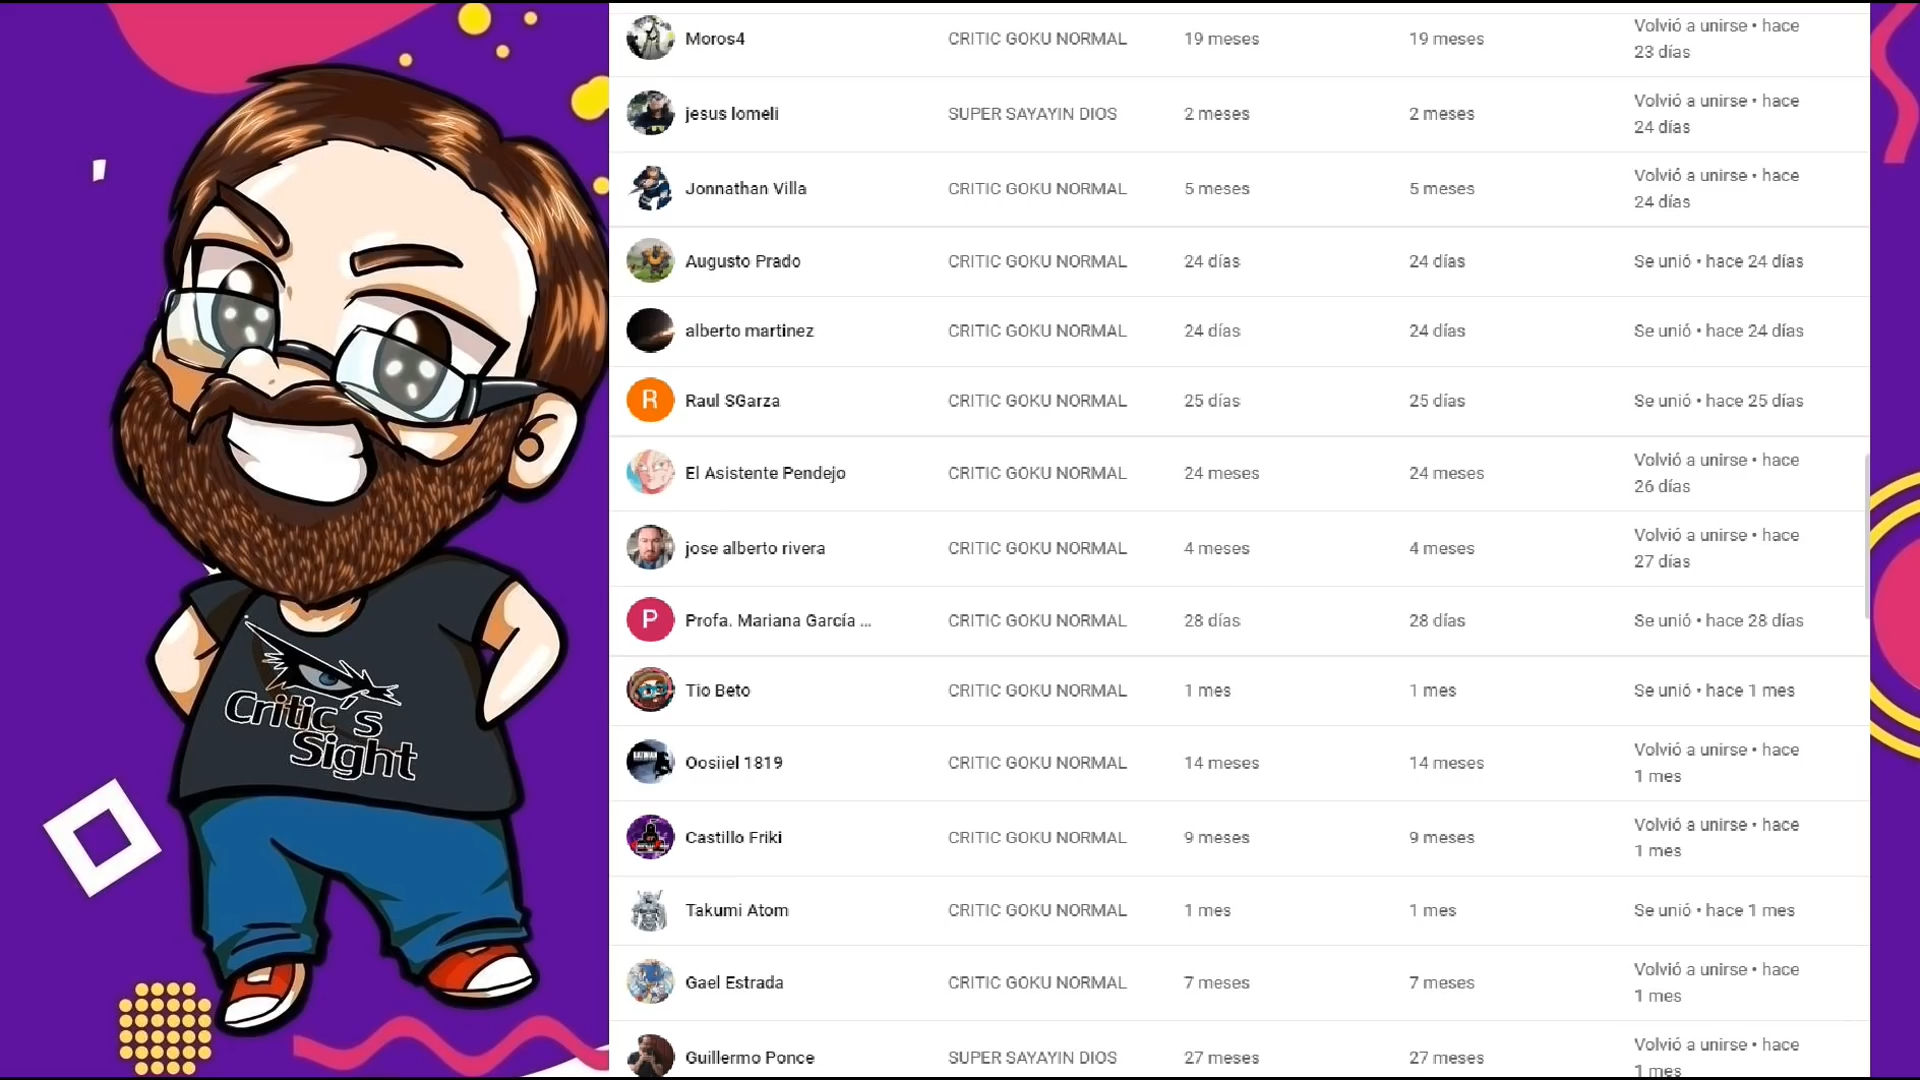 Moros4 CRITIC GOKU NORMAL 19 meses 19 meses Volvió a unirse • hace
23 días
jesus lomeli SUPER SAYAYIN DIOS 2 meses 2 meses Volvió a unirse • hace
24 días
Jonnathan Villa CRITIC GOKU NORMAL 5 meses 5 meses Volvió a unirse • hace
24 días
Augusto Prado CRITIC GOKU NORMAL 24 días 24 días Se unió • hace 24 días
alberto martinez CRITIC GOKU NORMAL 24 días 24 días Se unió • hace 24 días
R Raul SGarza CRITIC GOKU NORMAL 25 días 25 días Se unió • hace 25 días
El Asistente Pendejo CRITIC GOKU NORMAL 24 meses 24 meses Volvió a unirse • hace
26 días
jose alberto rivera CRITIC GOKU NORMAL 4 meses 4 meses Volvió a unirse • hace
27 días
P Profa. Mariana García ... CRITIC GOKU NORMAL 28 días 28 días Se unió • hace 28 días
Tio Beto CRITIC GOKU NORMAL 1 mes 1 mes Se unió • hace 1 mes
Oosiiel 1819 CRITIC GOKU NORMAL 14 meses 14 meses Volvió a unirse • hace
1 mes
Castillo Friki CRITIC GOKU NORMAL 9 meses 9 meses Volvió a unirse • hace
1 mes
Takumi Atom CRITIC GOKU NORMAL 1 mes 1 mes Se unió • hace 1 mes
Gael Estrada CRITIC GOKU NORMAL 7 meses 7 meses Volvió a unirse • hace
1 mes
Guillermo Ponce SUPER SAYAYIN DIOS 27 meses 27 meses Volvió a unirse • hace
1 mes
Critic's
Sight